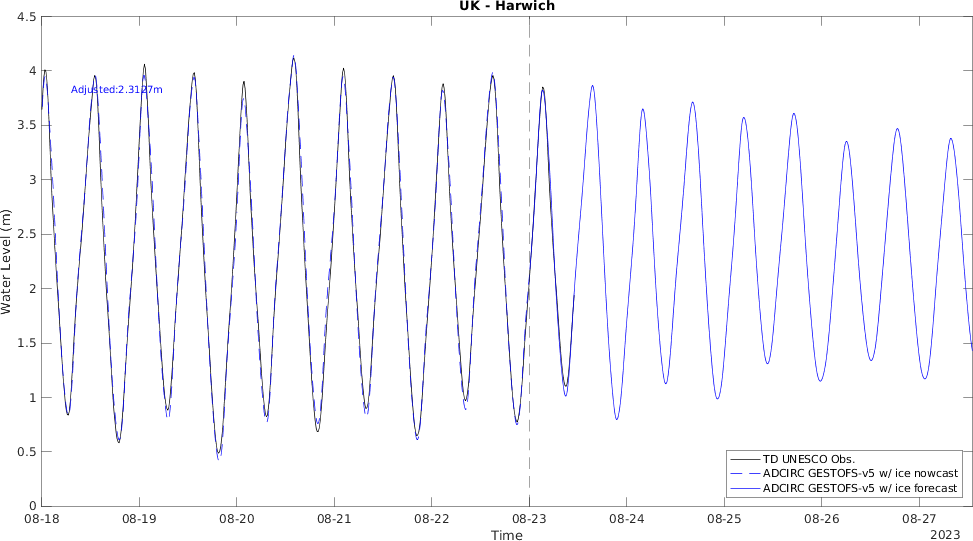 UK - Harwich
4.5
4
3.5
3
2.5
2
1.5
1
0.5
0
Water Level (m)
Adjusted:2.3127m
TD UNESCO Obs.
ADCIRC GESTOFS-v5 w/ ice nowcast
ADCIRC GESTOFS-v5 w/ ice forecast
08-18 08-19 08-20 08-21 08-22 08-23 08-24 08-25 08-26 08-27
Time
2023